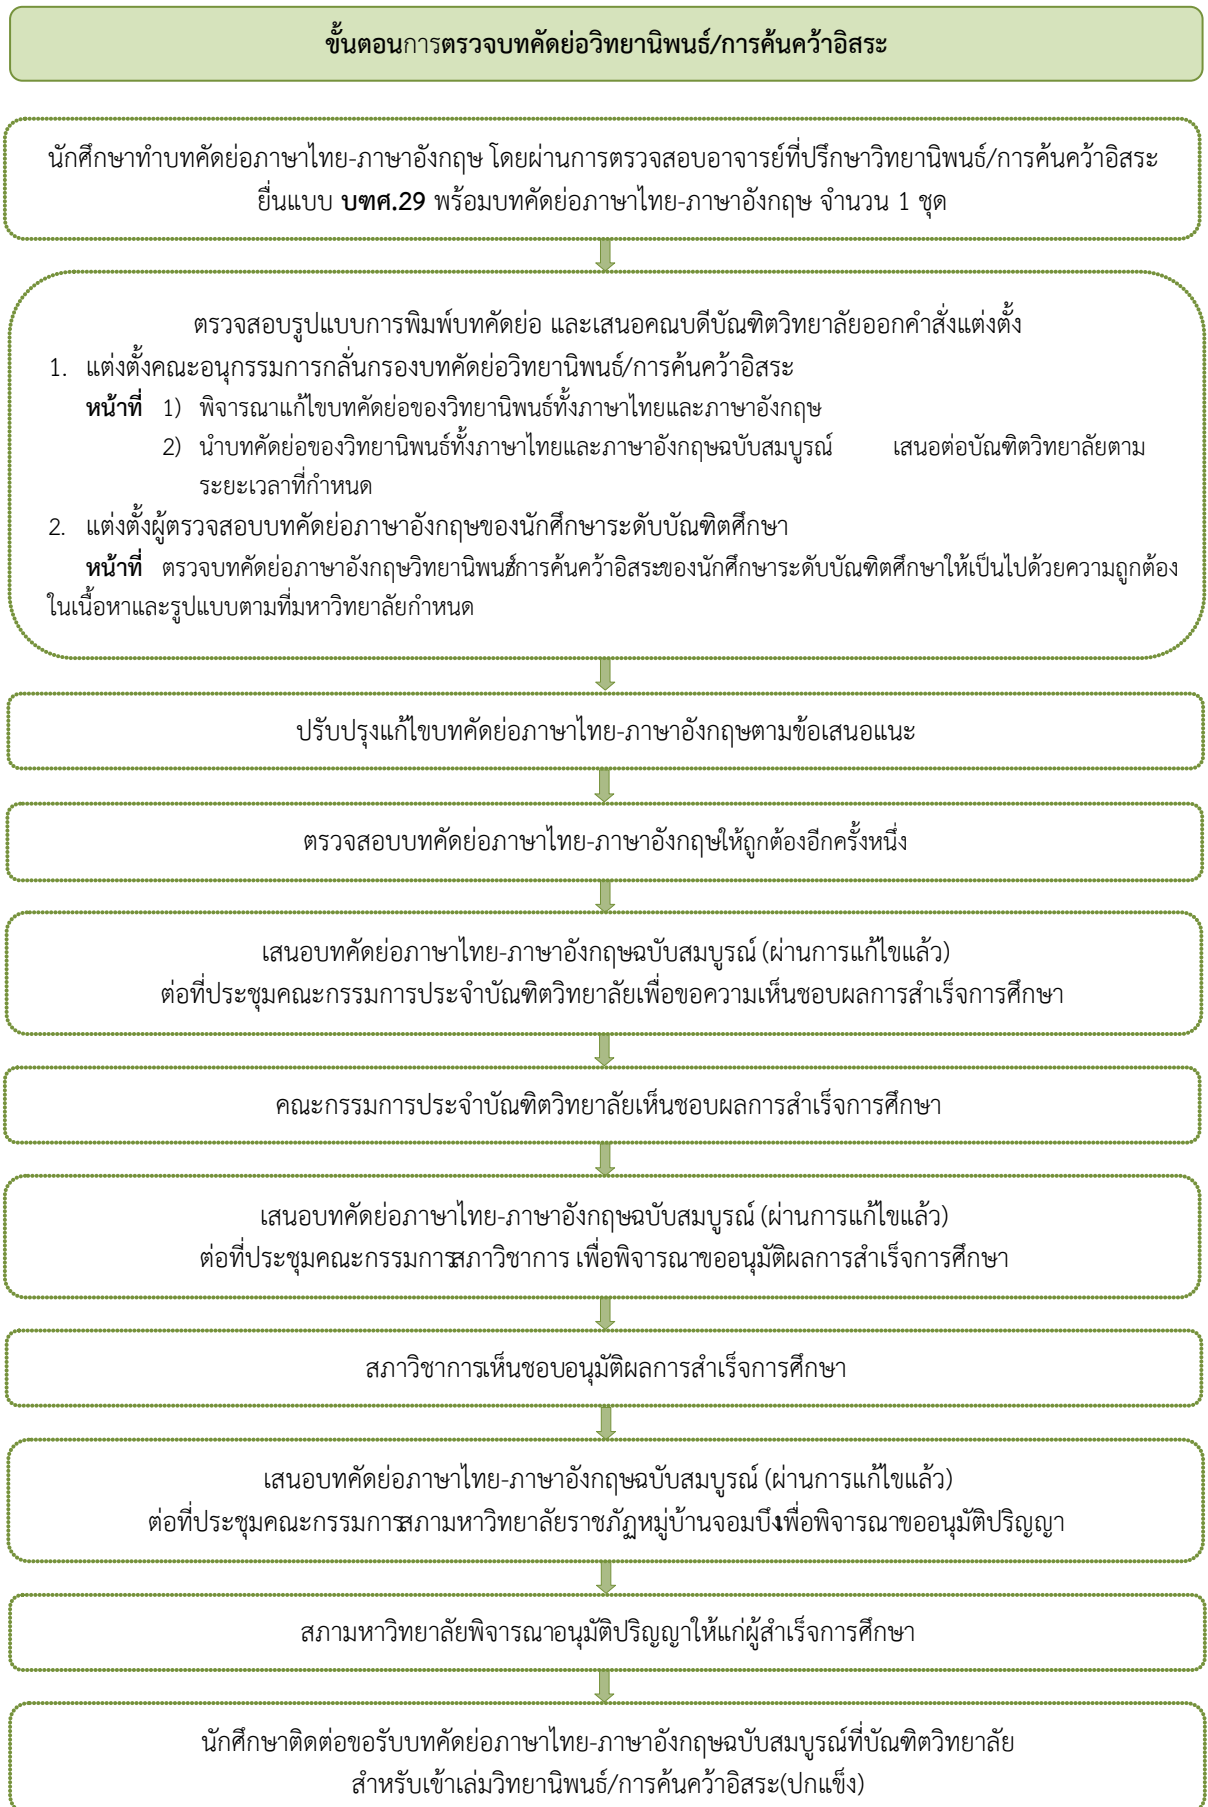 ขั้นตอนการตรวจบทคัดย่อวิทยานิพนธ์/การค้นคว้าอิสระ
นักศึกษาทำบทคัดย่อภาษาไทย-ภาษาอังกฤษ โดยผ่านการตรวจสอบอาจารย์ที่ปรึกษาวิทยานิพนธ์/การค้นคว้าอิสระ
ยื่นแบบ บฑศ.29 พร้อมบทคัดย่อภาษาไทย-ภาษาอังกฤษ จำนวน 1 ชุด
ตรวจสอบรูปแบบการพิมพ์บทคัดย่อ และเสนอคณบดีบัณฑิตวิทยาลัยออกคำสั่งแต่งตั้ง
1. แต่งตั้งคณะอนุกรรมการกลั่นกรองบทคัดย่อวิทยานิพนธ์/การค้นคว้าอิสระ
หน้าที่ 1) พิจารณาแก้ไขบทคัดย่อของวิทยานิพนธ์ทั้งภาษาไทยและภาษาอังกฤษ
2) นำบทคัดย่อของวิทยานิพนธ์ทั้งภาษาไทยและภาษาอังกฤษฉบับสมบูรณ์ เสนอต่อบัณฑิตวิทยาลัยตาม
ระยะเวลาที่กำหนด
2. แต่งตั้งผู้ตรวจสอบบทคัดย่อภาษาอังกฤษของนักศึกษาระดับบัณฑิตศึกษา
หน้าที่ ตรวจบทคัดย่อภาษาอังกฤษวิทยานิพนธ์/การค้นคว้าอิสระของนักศึกษาระดับบัณฑิตศึกษาให้เป็นไปด้วยความถูกต้อง
ในเนื้อหาและรูปแบบตามที่มหาวิทยาลัยกำหนด
ปรับปรุงแก้ไขบทคัดย่อภาษาไทย-ภาษาอังกฤษตามข้อเสนอแนะ
ตรวจสอบบทคัดย่อภาษาไทย-ภาษาอังกฤษให้ถูกต้องอีกครั้งหนึ่ง
เสนอบทคัดย่อภาษาไทย-ภาษาอังกฤษฉบับสมบูรณ์ (ผ่านการแก้ไขแล้ว)
ต่อที่ประชุมคณะกรรมการประจำบัณฑิตวิทยาลัยเพื่อขอความเห็นชอบผลการสำเร็จการศึกษา
คณะกรรมการประจำบัณฑิตวิทยาลัยเห็นชอบผลการสำเร็จการศึกษา
เสนอบทคัดย่อภาษาไทย-ภาษาอังกฤษฉบับสมบูรณ์ (ผ่านการแก้ไขแล้ว)
ต่อที่ประชุมคณะกรรมการสภาวิชาการ เพื่อพิจารณาขออนุมัติผลการสำเร็จการศึกษา
สภาวิชาการเห็นชอบอนุมัติผลการสำเร็จการศึกษา
เสนอบทคัดย่อภาษาไทย-ภาษาอังกฤษฉบับสมบูรณ์ (ผ่านการแก้ไขแล้ว)
ต่อที่ประชุมคณะกรรมการสภามหาวิทยาลัยราชภัฏหมู่บ้านจอมบึงเพื่อพิจารณาขออนุมัติปริญญา
สภามหาวิทยาลัยพิจารณาอนุมัติปริญญาให้แก่ผู้สำเร็จการศึกษา
นักศึกษาติดต่อขอรับบทคัดย่อภาษาไทย-ภาษาอังกฤษฉบับสมบูรณ์ที่บัณฑิตวิทยาลัย
สำหรับเข้าเล่มวิทยานิพนธ์/การค้นคว้าอิสระ(ปกแข็ง)